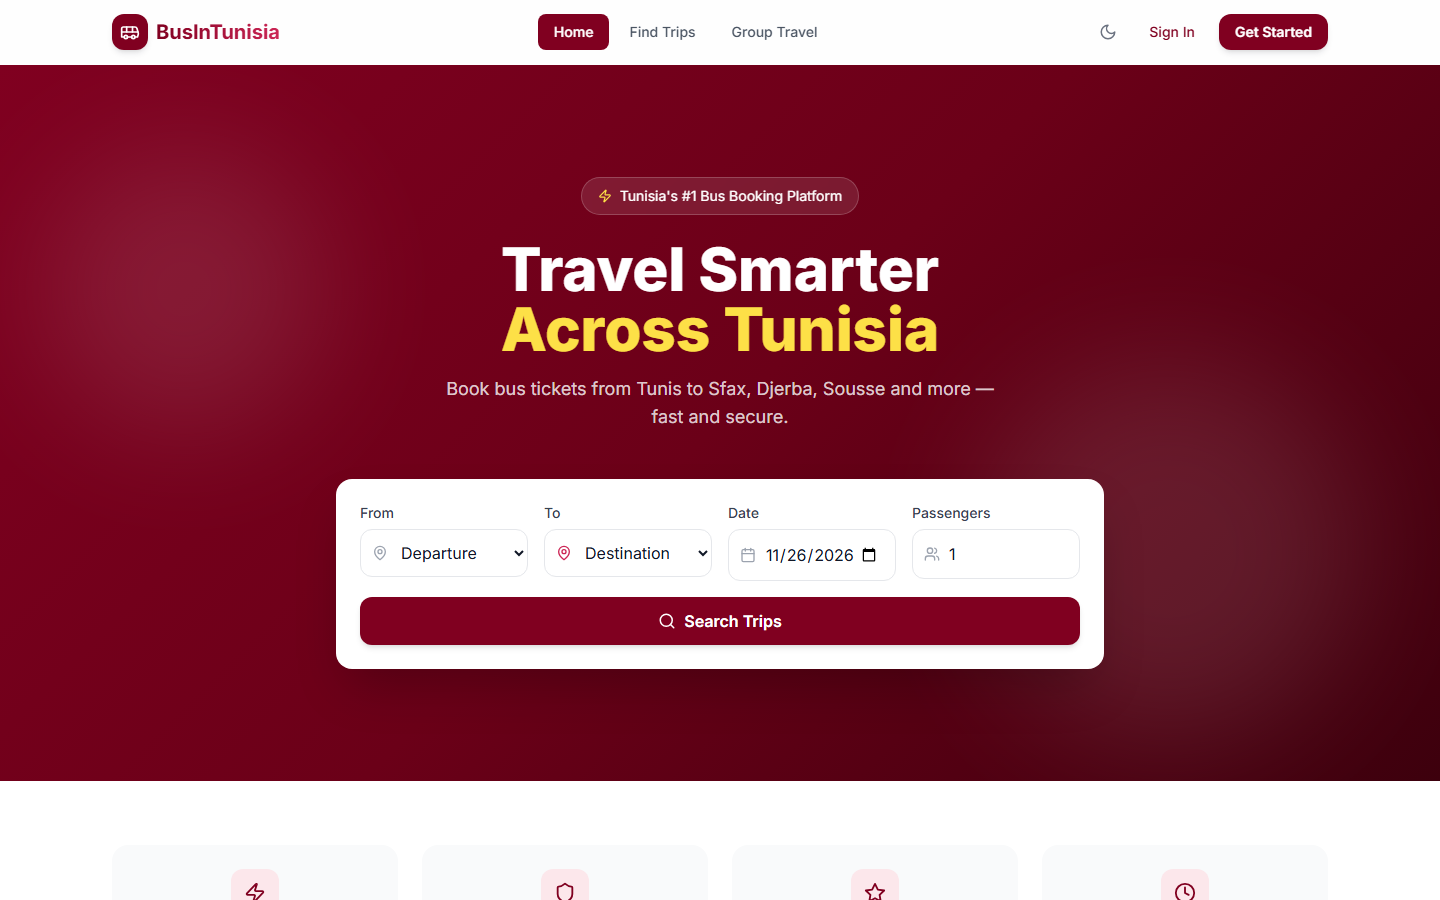 BusInTunisia
Home
Find Trips
Group Travel
Sign In
Get Started
Tunisia's #1 Bus Booking Platform
Travel Smarter
Across Tunisia
Book bus tickets from Tunis to Sfax, Djerba, Sousse and more —
fast and secure.
From
To
Date
Passengers
Departure
Destination
11/26/2026
1
Search Trips